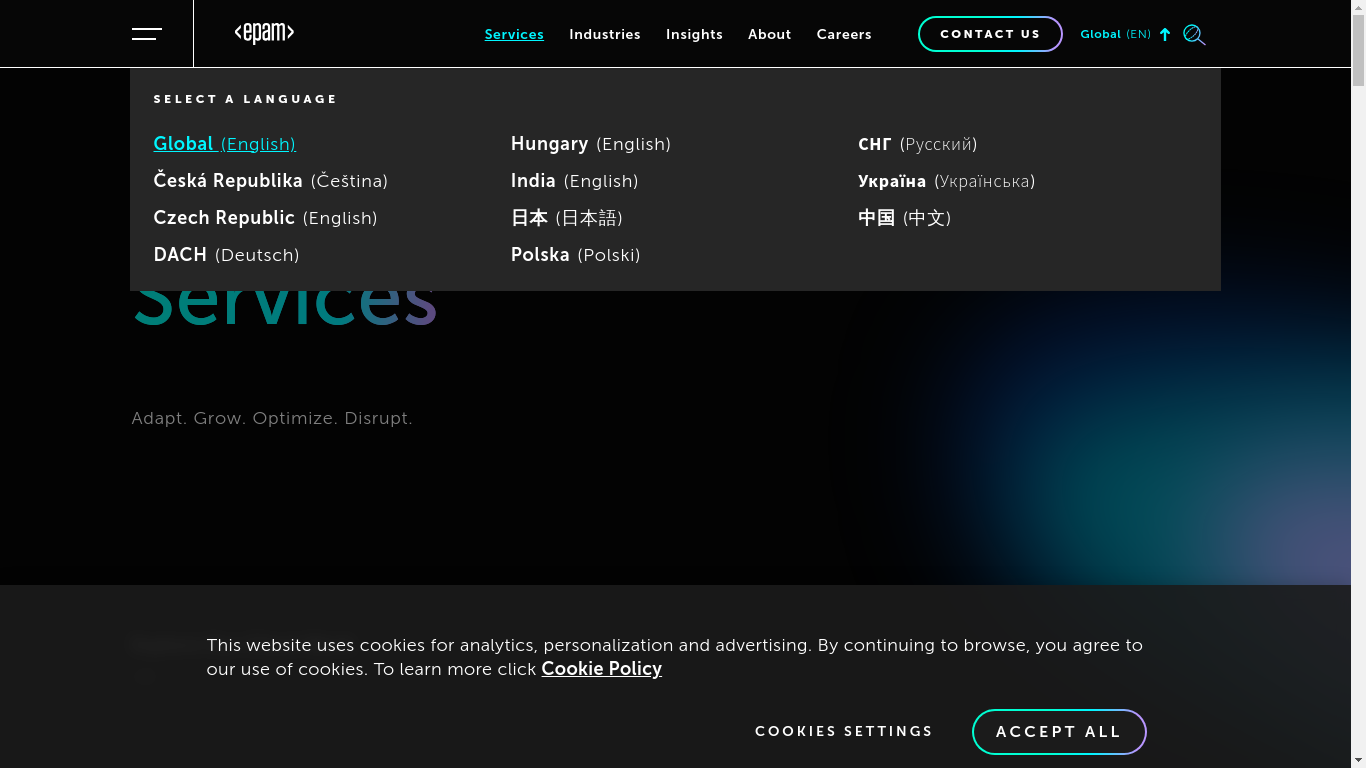 <epam>
Services Industries Insights About Careers CONTACT US Global (EN)
SELECT A LANGUAGE
Global (English)
Česká Republika (Čeština)
Czech Republic (English)
DACH (Deutsch)
Hungary (English)
India (English)
日本 (日本語)
Polska (Polski)
СНГ (Русский)
Україна (Українська)
中国 (中文)
Services
Adapt. Grow. Optimize. Disrupt.
This website uses cookies for analytics, personalization and advertising. By continuing to browse, you agree to
our use of cookies. To learn more click Cookie Policy
COOKIES SETTINGS ACCEPT ALL